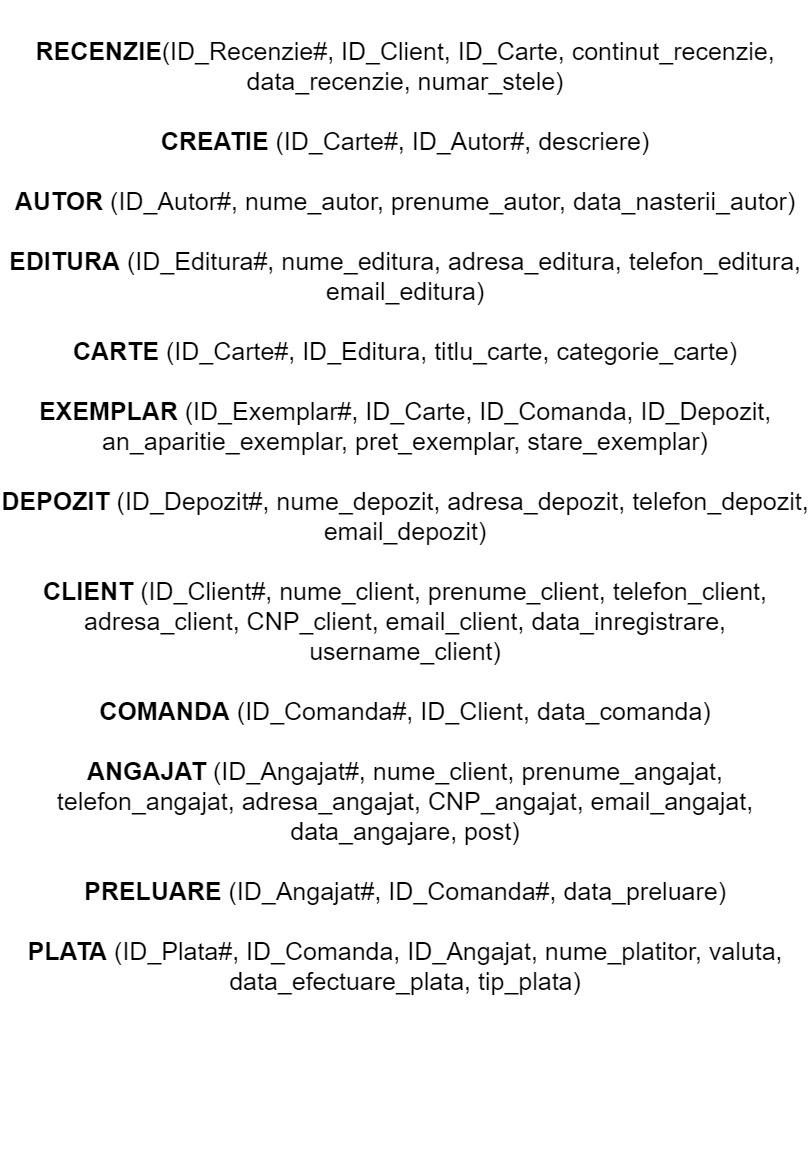 RECENZIE(ID_Recenzie#, ID_Client, ID_Carte, continut_recenzie,
data_recenzie, numar_stele)
CREATIE (ID_Carte#, ID_Autor#, descriere)
AUTOR (ID_Autor#, nume_autor, prenume_autor, data_nasterii_autor)
EDITURA (ID_Editura#, nume_editura, adresa_editura, telefon_editura,
email_editura)
CARTE (ID_Carte#, ID_Editura, titlu_carte, categorie_carte)
EXEMPLAR (ID_Exemplar#, ID_Carte, ID_Comanda, ID_Depozit,
an_aparitie_exemplar, pret_exemplar, stare_exemplar)
DEPOZIT (ID_Depozit#, nume_depozit, adresa_depozit, telefon_depozit,
email_depozit)
CLIENT (ID_Client#, nume_client, prenume_client, telefon_client,
adresa_client, CNP_client, email_client, data_inregistrare,
username_client)
COMANDA (ID_Comanda#, ID_Client, data_comanda)
ANGAJAT (ID_Angajat#, nume_client, prenume_angajat,
telefon_angajat, adresa_angajat, CNP_angajat, email_angajat,
data_angajare, post)
PRELUARE (ID_Angajat#, ID_Comanda#, data_preluare)
PLATA (ID_Plata#, ID_Comanda, ID_Angajat, nume_platitor, valuta,
data_efectuare_plata, tip_plata)